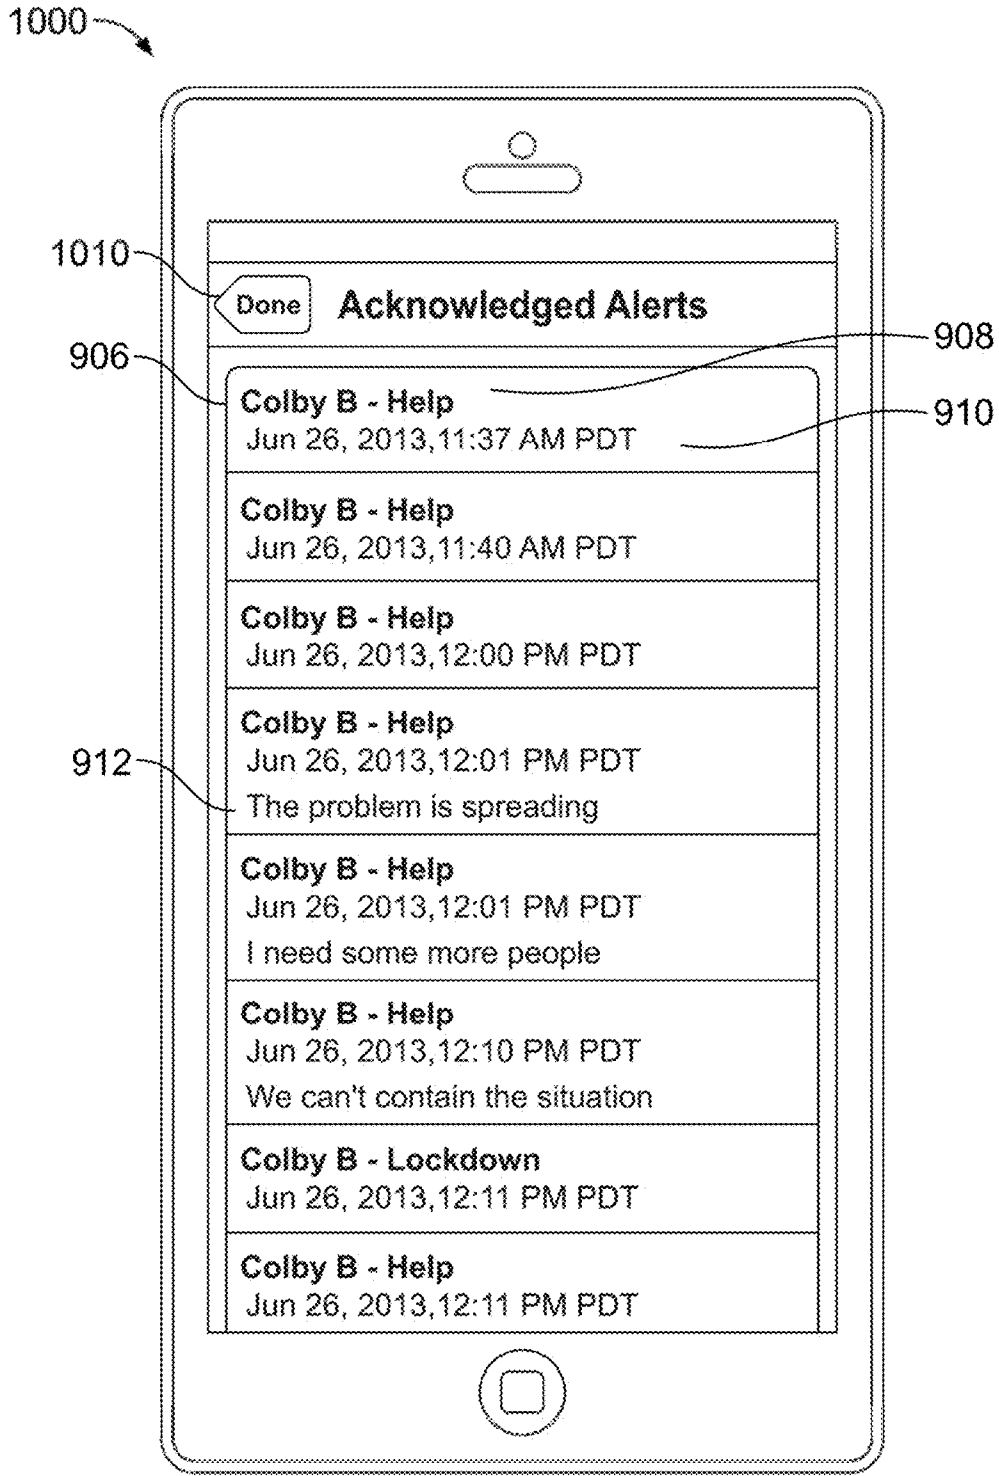 1000
1010
Done
Acknowledged Alerts
906
908
Colby B - Help
910
Jun 26, 2013,11:37 AM PDT
Colby B - Help
Jun 26, 2013,11:40 AM PDT
Colby B - Help
Jun 26, 2013,12:00 PM PDT
Colby B - Help
Jun 26, 2013,12:01 PM PDT
912
The problem is spreading
Colby B - Help
Jun 26, 2013,12:01 PM PDT
I need some more people
Colby B - Help
Jun 26, 2013,12:10 PM PDT
We can't contain the situation
Colby B - Lockdown
Jun 26, 2013,12:11 PM PDT
Colby B - Help
Jun 26, 2013,12:11 PM PDT